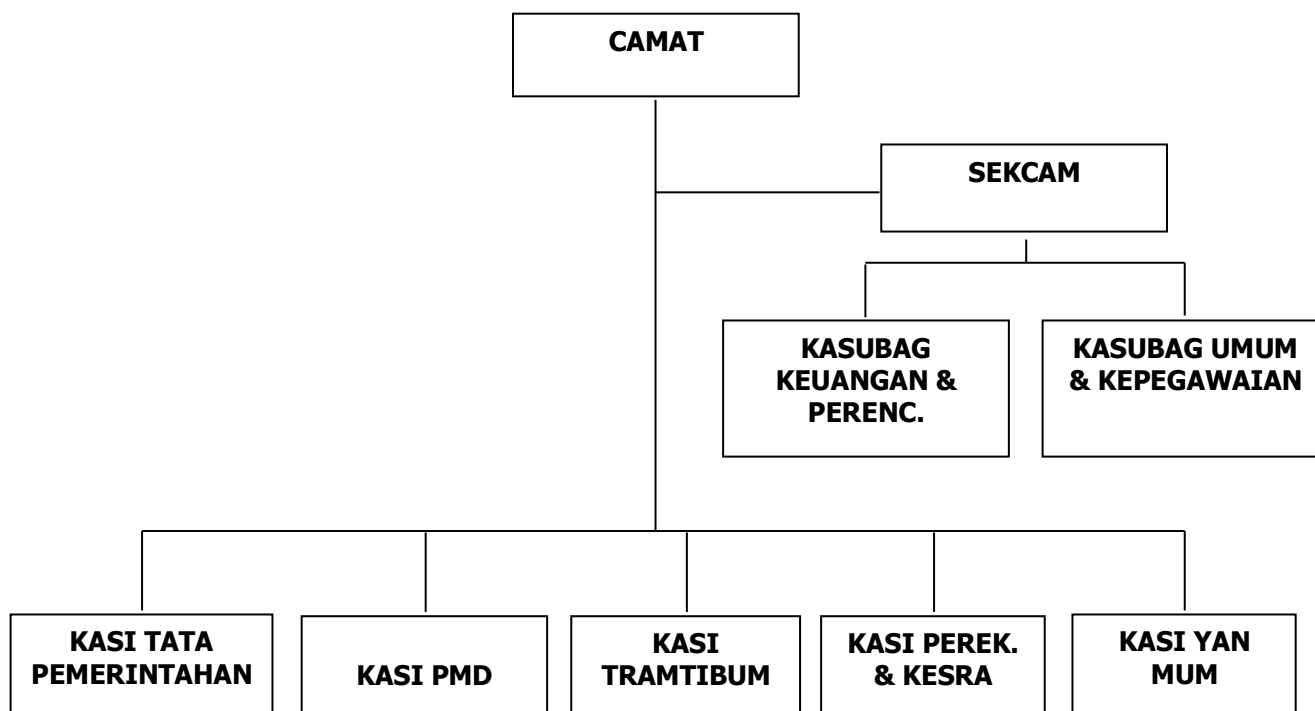 CAMAT
SEKCAM
KASUBAG
KEUANGAN &
PERENC.
KASUBAG UMUM
& KEPEGAWAIAN
KASI TATA
PEMERINTAHAN
KASI PMD
KASI
TRAMTIBUM
KASI PEREK.
& KESRA
KASI YAN
MUM